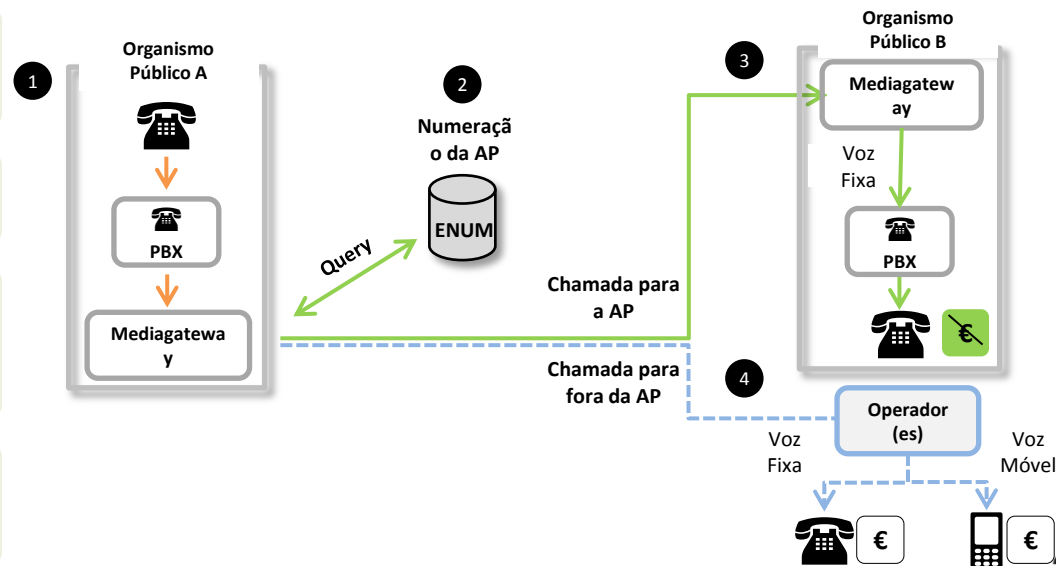 1
Organismo
Público A
PBX
Mediagatewa
y
2
Numeraçã
o da AP
ENUM
Query
Chamada para
a AP
Chamada para
fora da AP
3
Organismo
Público B
Mediagatew
ay
Voz
Fixa
PBX
€
4
Operador
(es)
Voz
Fixa
Voz
Móvel
€
€